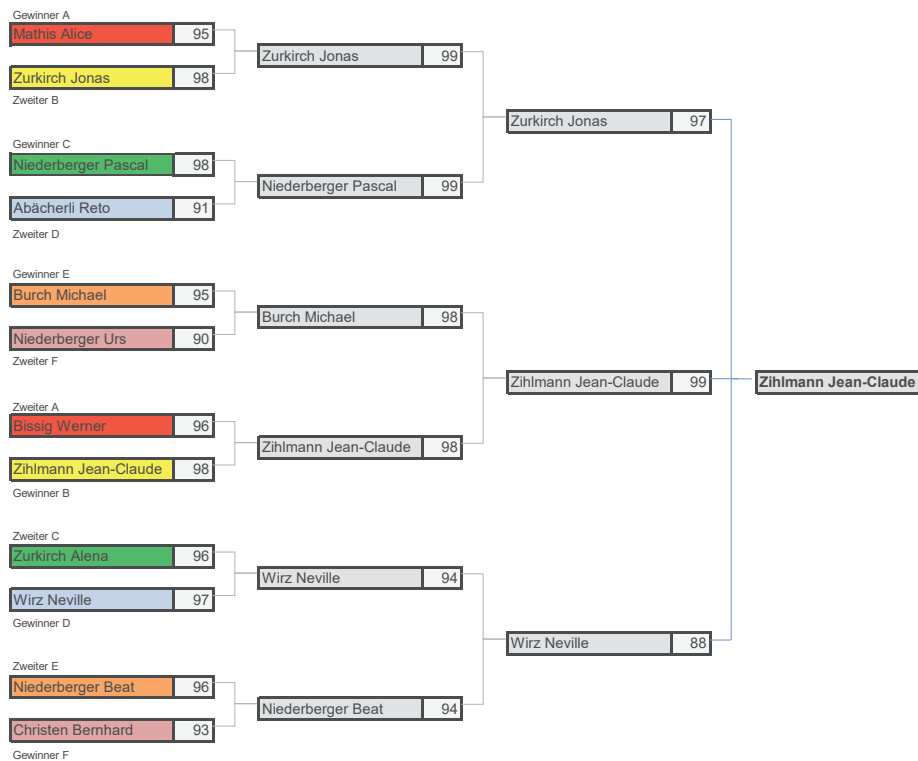 Gewinner A
Mathis Alice 95
Zurkirch Jonas 98
Zweiter B
Gewinner C
Niederberger Pascal 98
Abächerli Reto 91
Zweiter D
Gewinner E
Burch Michael 95
Niederberger Urs 90
Zweiter F
Zweiter A
Bissig Werner 96
Zihlmann Jean-Claude 98
Gewinner B
Zweiter C
Zurkirch Alena 96
Wirz Neville 97
Gewinner D
Zweiter E
Niederberger Beat 96
Christen Bernhard 93
Gewinner F
Zurkirch Jonas 99
Niederberger Pascal 99
Burch Michael 98
Zihlmann Jean-Claude 98
Wirz Neville 94
Niederberger Beat 94
Zurkirch Jonas 97
Zihlmann Jean-Claude 99
Wirz Neville 88
Zihlmann Jean-Claude